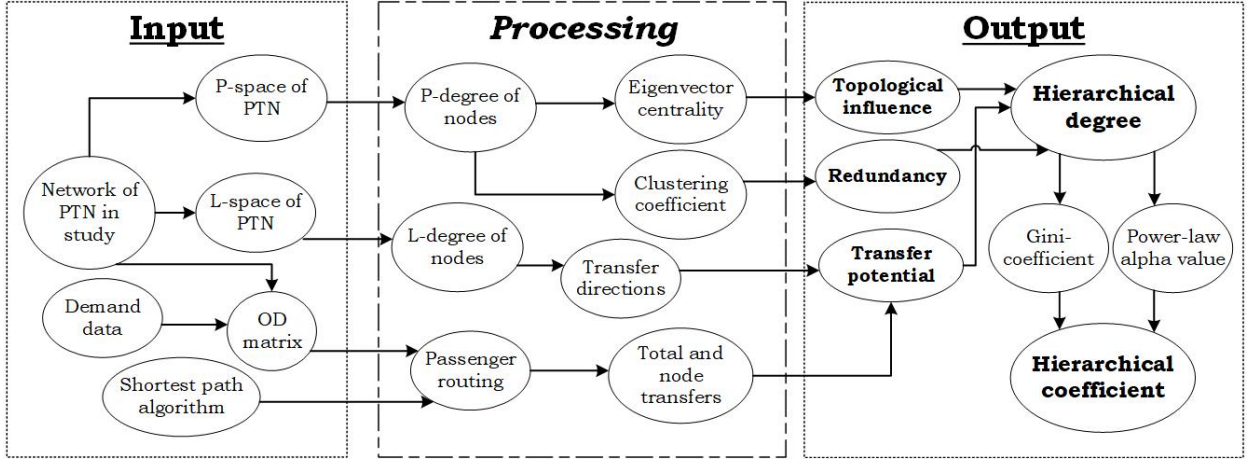 Input
Processing
Output
P-space of
PTN
Network of
PTN in
study
L-space of
PTN
Demand
data
OD
matrix
Shortest path
algorithm
P-degree of
nodes
Eigenvector
centrality
Clustering
coefficient
L-degree of
nodes
Transfer
directions
Passenger
routing
Total and
node
transfers
Topological
influence
Hierarchical
degree
Redundancy
Transfer
potential
Gini-
coefficient
Power-law
alpha value
Hierarchical
coefficient